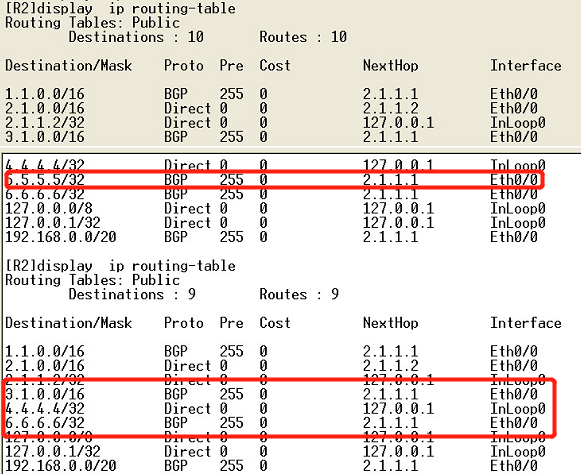 [R2]display  ip routing-table
Routing Tables: Public
Destinations : 10 Routes : 10
Destination/Mask Proto Pre Cost NextHop Interface
1.1.0.0/16 BGP 255 0 2.1.1.1 Eth0/0
2.1.0.0/16 Direct 0 0 2.1.1.2 Eth0/0
2.1.1.2/32 Direct 0 0 127.0.0.1 InLoop0
3.1.0.0/16 BGP 255 0 2.1.1.1 Eth0/0
4.4.4.4/32 Direct 0 0 127.0.0.1 InLoop0
5.5.5.5/32 BGP 255 0 2.1.1.1 Eth0/0
6.6.6.6/32 BGP 255 0 2.1.1.1 Eth0/0
127.0.0.0/8 Direct 0 0 127.0.0.1 InLoop0
127.0.0.1/32 Direct 0 0 127.0.0.1 InLoop0
192.168.0.0/20 BGP 255 0 2.1.1.1 Eth0/0
[R2]display  ip routing-table
Routing Tables: Public
Destinations : 9 Routes : 9
Destination/Mask Proto Pre Cost NextHop Interface
1.1.0.0/16 BGP 255 0 2.1.1.1 Eth0/0
2.1.0.0/16 Direct 0 0 2.1.1.2 Eth0/0
2.1.1.2/32 Direct 0 0 127.0.0.1 InLoop0
3.1.0.0/16 BGP 255 0 2.1.1.1 Eth0/0
4.4.4.4/32 Direct 0 0 127.0.0.1 InLoop0
6.6.6.6/32 BGP 255 0 2.1.1.1 Eth0/0
127.0.0.0/8 Direct 0 0 127.0.0.1 InLoop0
127.0.0.1/32 Direct 0 0 127.0.0.1 InLoop0
192.168.0.0/20 BGP 255 0 2.1.1.1 Eth0/0